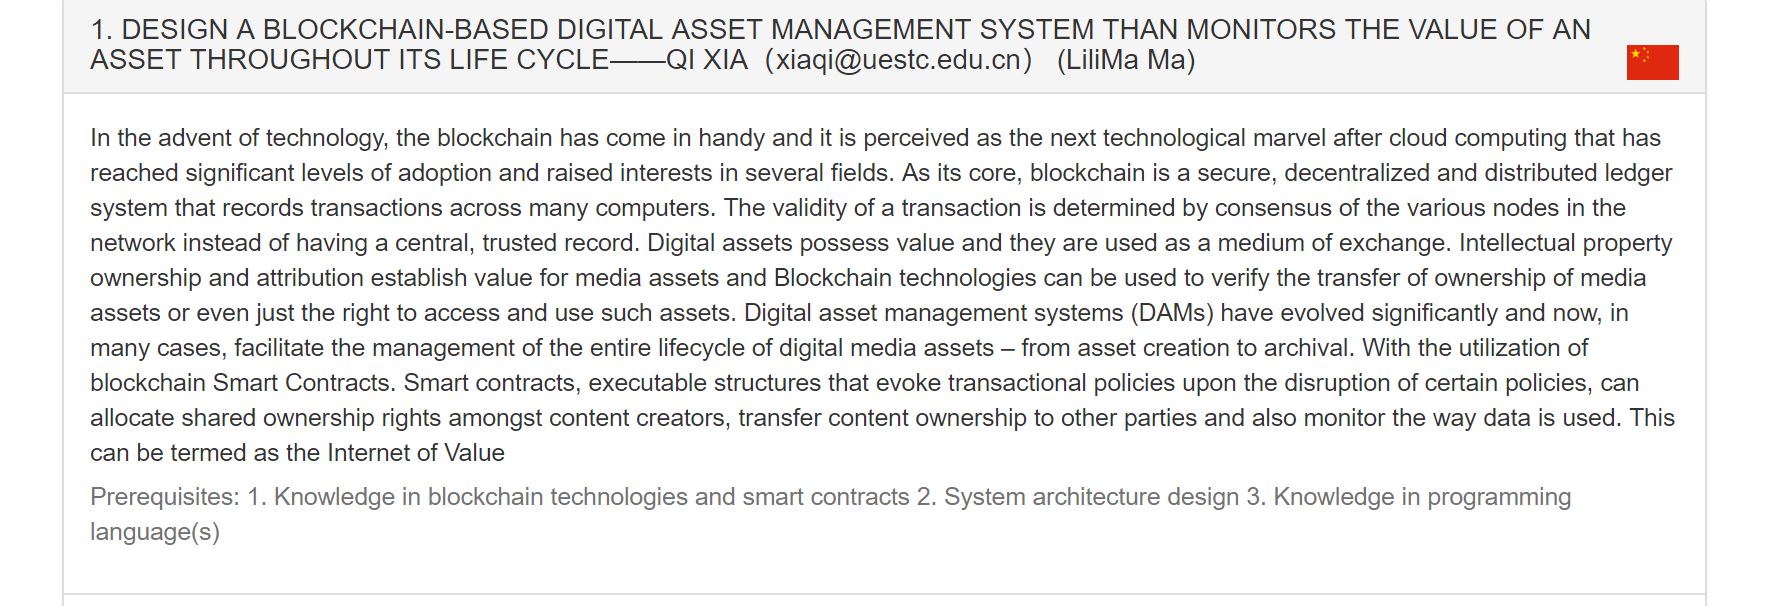 1. DESIGN A BLOCKCHAIN-BASED DIGITAL ASSET MANAGEMENT SYSTEM THAN MONITORS THE VALUE OF AN
ASSET THROUGHOUT ITS LIFE CYCLE——QI XIA（xiaqi@uestc.edu.cn） (LiliMa Ma)
In the advent of technology, the blockchain has come in handy and it is perceived as the next technological marvel after cloud computing that has
reached significant levels of adoption and raised interests in several fields. As its core, blockchain is a secure, decentralized and distributed ledger
system that records transactions across many computers. The validity of a transaction is determined by consensus of the various nodes in the
network instead of having a central, trusted record. Digital assets possess value and they are used as a medium of exchange. Intellectual property
ownership and attribution establish value for media assets and Blockchain technologies can be used to verify the transfer of ownership of media
assets or even just the right to access and use such assets. Digital asset management systems (DAMs) have evolved significantly and now, in
many cases, facilitate the management of the entire lifecycle of digital media assets – from asset creation to archival. With the utilization of
blockchain Smart Contracts. Smart contracts, executable structures that evoke transactional policies upon the disruption of certain policies, can
allocate shared ownership rights amongst content creators, transfer content ownership to other parties and also monitor the way data is used. This
can be termed as the Internet of Value
Prerequisites: 1. Knowledge in blockchain technologies and smart contracts 2. System architecture design 3. Knowledge in programming
language(s)